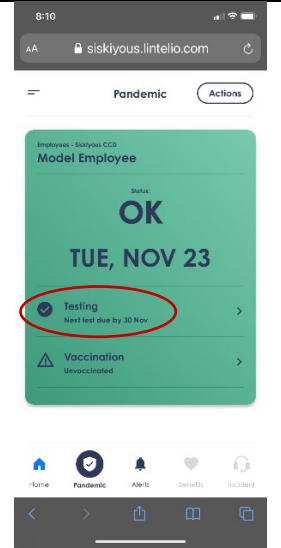 8:10
AA siskiyous.lintelio.com
Pandemic
Actions
Employees - Siskiyous CCD
Model Employee
Status:
OK
TUE, NOV 23
Testing
Next test due by 30 Nov
Vaccination
Unvaccinated
Home Pandemic Alerts Benefits Incident